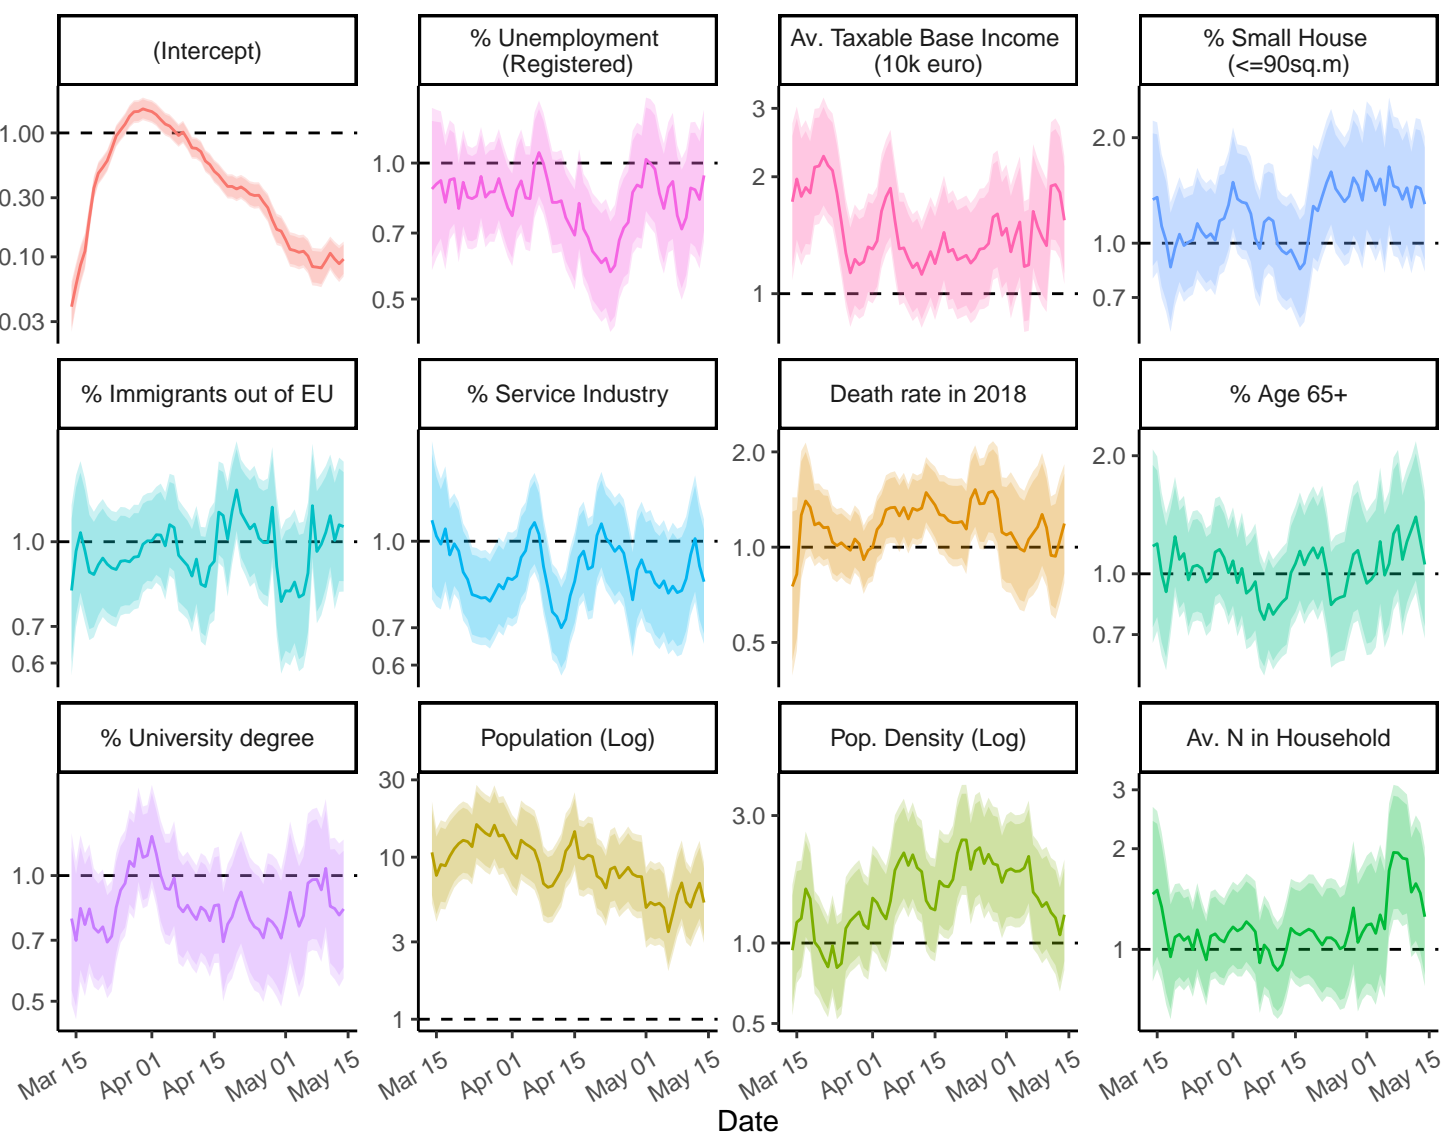 (Intercept)
% Unemployment
(Registered)
Av. Taxable Base Income
(10k euro)
% Small House
(<=90sq.m)
1.00
0.30
0.10
0.03
1.0
0.7
0.5
3
2
1
2.0
1.0
0.7
% Immigrants out of EU
% Service Industry
Death rate in 2018
% Age 65+
1.0
0.7
0.6
1.0
0.7
0.6
2.0
1.0
0.5
2.0
1.0
0.7
% University degree
Population (Log)
Pop. Density (Log)
Av. N in Household
1.0
0.7
0.5
30
10
3
1
3.0
1.0
0.5
3
2
1
Mar 15
Apr 01
Apr 15
May 01
May 15
Mar 15
Apr 01
Apr 15
May 01
May 15
Mar 15
Apr 01
Apr 15
May 01
May 15
Mar 15
Apr 01
Apr 15
May 01
May 15
Date